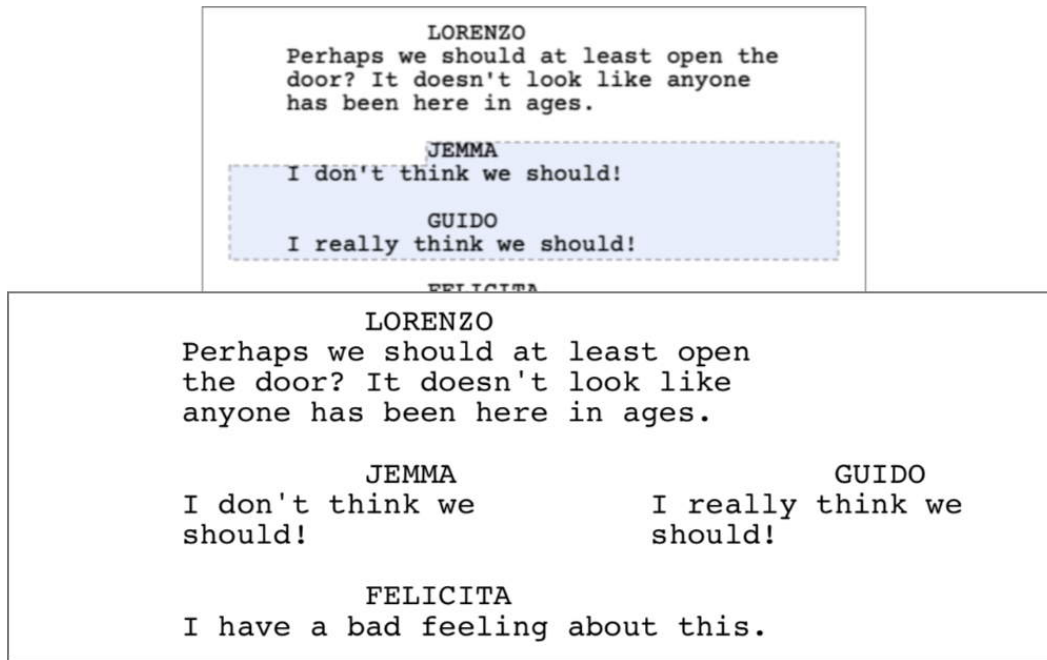 LORENZO
Perhaps we should at least open the
door? It doesn't look like anyone
has been here in ages.
JEMMA
I don't think we should!
GUIDO
I really think we should!
FELICITA
LORENZO
Perhaps we should at least open
the door? It doesn't look like
anyone has been here in ages.
JEMMA
I don't think we
should!
GUIDO
I really think we
should!
FELICITA
I have a bad feeling about this.